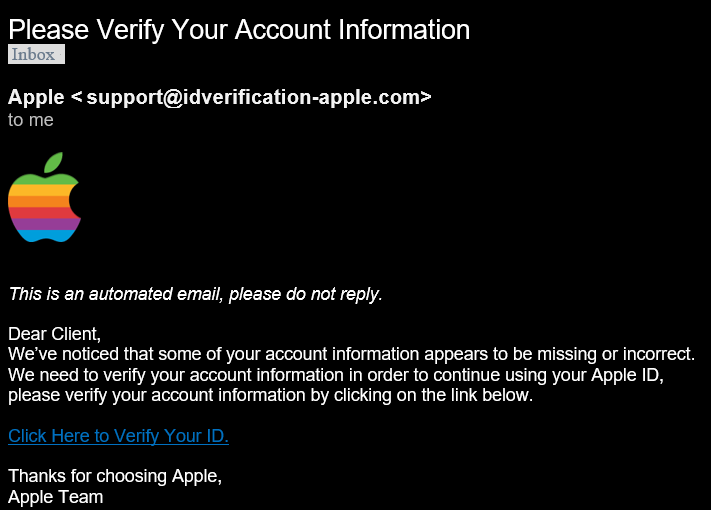 Please Verify Your Account Information
Inbox
Apple < support@idverification-apple.com>
to me
This is an automated email, please do not reply.
Dear Client,
We've noticed that some of your account information appears to be missing or incorrect.
We need to verify your account information in order to continue using your Apple ID,
please verify your account information by clicking on the link below.
Click Here to Verify Your ID.
Thanks for choosing Apple,
Apple Team